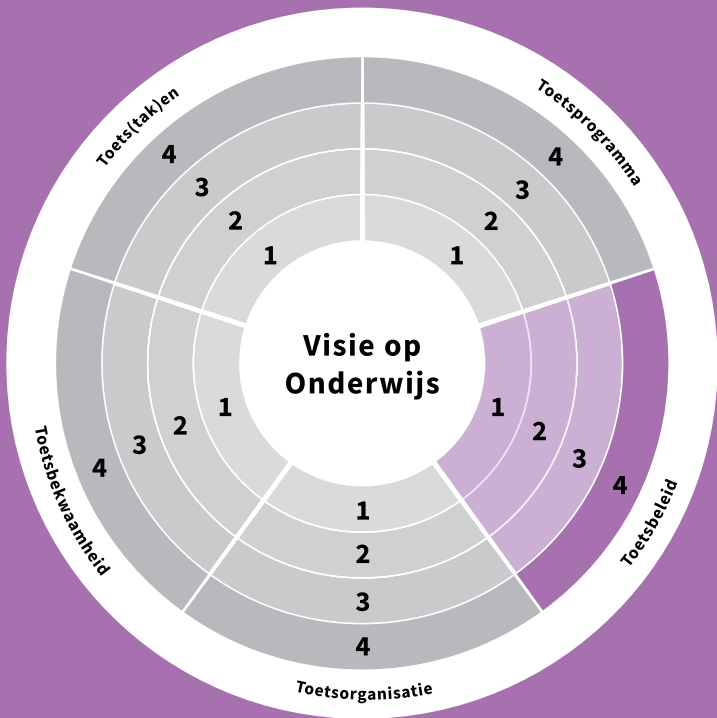 Toets(tak)en
4
3
2
1
Toetsprogramma
4
3
2
1
Visie op
Onderwijs
Toetsbekwaamheid
4
3
2
1
Toetsbeleid
1
2
3
4
Toetsorganisatie
1
2
3
4